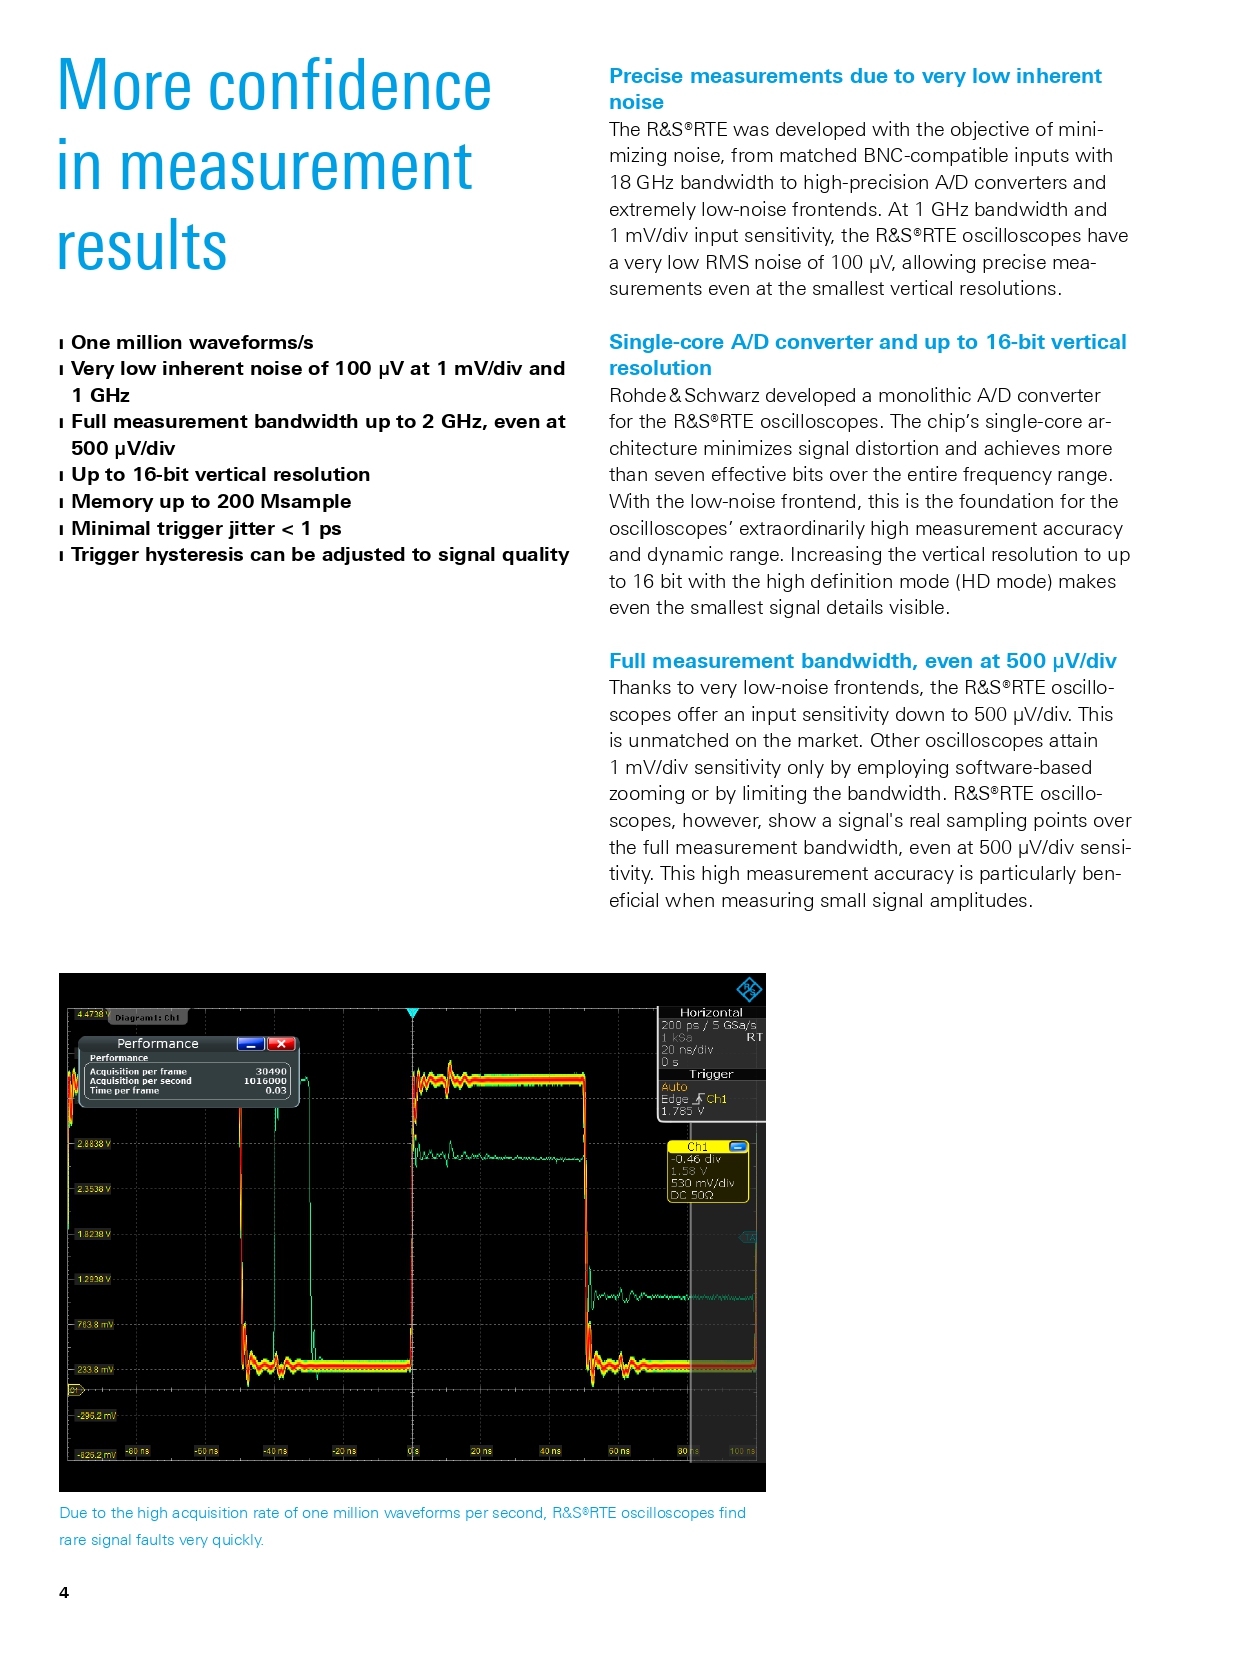 More confidence
in measurement
results
ı One million waveforms/s
ı Very low inherent noise of 100 μV at 1 mV/div and
1 GHz
ı Full measurement bandwidth up to 2 GHz, even at
500 μV/div
ı Up to 16-bit vertical resolution
ı Memory up to 200 Msample
ı Minimal trigger jitter < 1 ps
ı Trigger hysteresis can be adjusted to signal quality
Precise measurements due to very low inherent
noise
The R&S®RTE was developed with the objective of mini-
mizing noise, from matched BNC-compatible inputs with
18 GHz bandwidth to high-precision A/D converters and
extremely low-noise frontends. At 1 GHz bandwidth and
1 mV/div input sensitivity, the R&S®RTE oscilloscopes have
a very low RMS noise of 100 μV, allowing precise mea-
surements even at the smallest vertical resolutions.
Single-core A/D converter and up to 16-bit vertical
resolution
Rohde & Schwarz developed a monolithic A/D converter
for the R&S®RTE oscilloscopes. The chip’s single-core ar-
chitecture minimizes signal distortion and achieves more
than seven effective bits over the entire frequency range.
With the low-noise frontend, this is the foundation for the
oscilloscopes’ extraordinarily high measurement accuracy
and dynamic range. Increasing the vertical resolution to up
to 16 bit with the high definition mode (HD mode) makes
even the smallest signal details visible.
Full measurement bandwidth, even at 500 μV/div
Thanks to very low-noise frontends, the R&S®RTE oscillo-
scopes offer an input sensitivity down to 500 μV/div. This
is unmatched on the market. Other oscilloscopes attain
1 mV/div sensitivity only by employing software-based
zooming or by limiting the bandwidth. R&S®RTE oscillo-
scopes, however, show a signal's real sampling points over
the full measurement bandwidth, even at 500 μV/div sensi-
tivity. This high measurement accuracy is particularly ben-
eficial when measuring small signal amplitudes.
R S
4.4738 V
Diagram1: Ch1
Performance
Performance
Acquisition per frame 30490
Acquisition per second 1016000
Time per frame 0.03
Horizontal
200 ps / 5 GSa/s
1 kSa RT
20 ns/div
0 s
Trigger
Auto
Edge Ch1
1.785 V
Ch1
-0.46 div
1.58 V
530 mV/div
DC 50Ω
2.8838 V
2.3538 V
1.8238 V
1.2938 V
763.8 mV
233.8 mV
C1
-296.2 mV
-826.2 mV
-80 ns
-60 ns
-40 ns
-20 ns
0 s
20 ns
40 ns
60 ns
80 ns
100 ns
Due to the high acquisition rate of one million waveforms per second, R&S®RTE oscilloscopes find
rare signal faults very quickly.
4